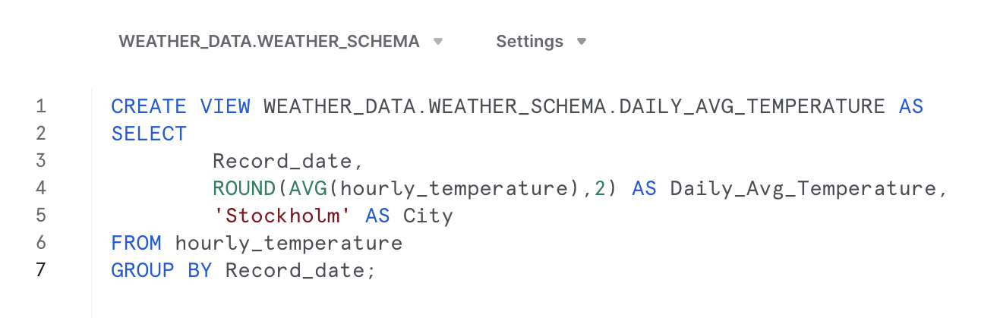 WEATHER_DATA.WEATHER_SCHEMA Settings
1 CREATE VIEW WEATHER_DATA.WEATHER_SCHEMA.DAILY_AVG_TEMPERATURE AS
2 SELECT
3 Record_date,
4 ROUND(AVG(hourly_temperature),2) AS Daily_Avg_Temperature,
5 'Stockholm' AS City
6 FROM hourly_temperature
7 GROUP BY Record_date;